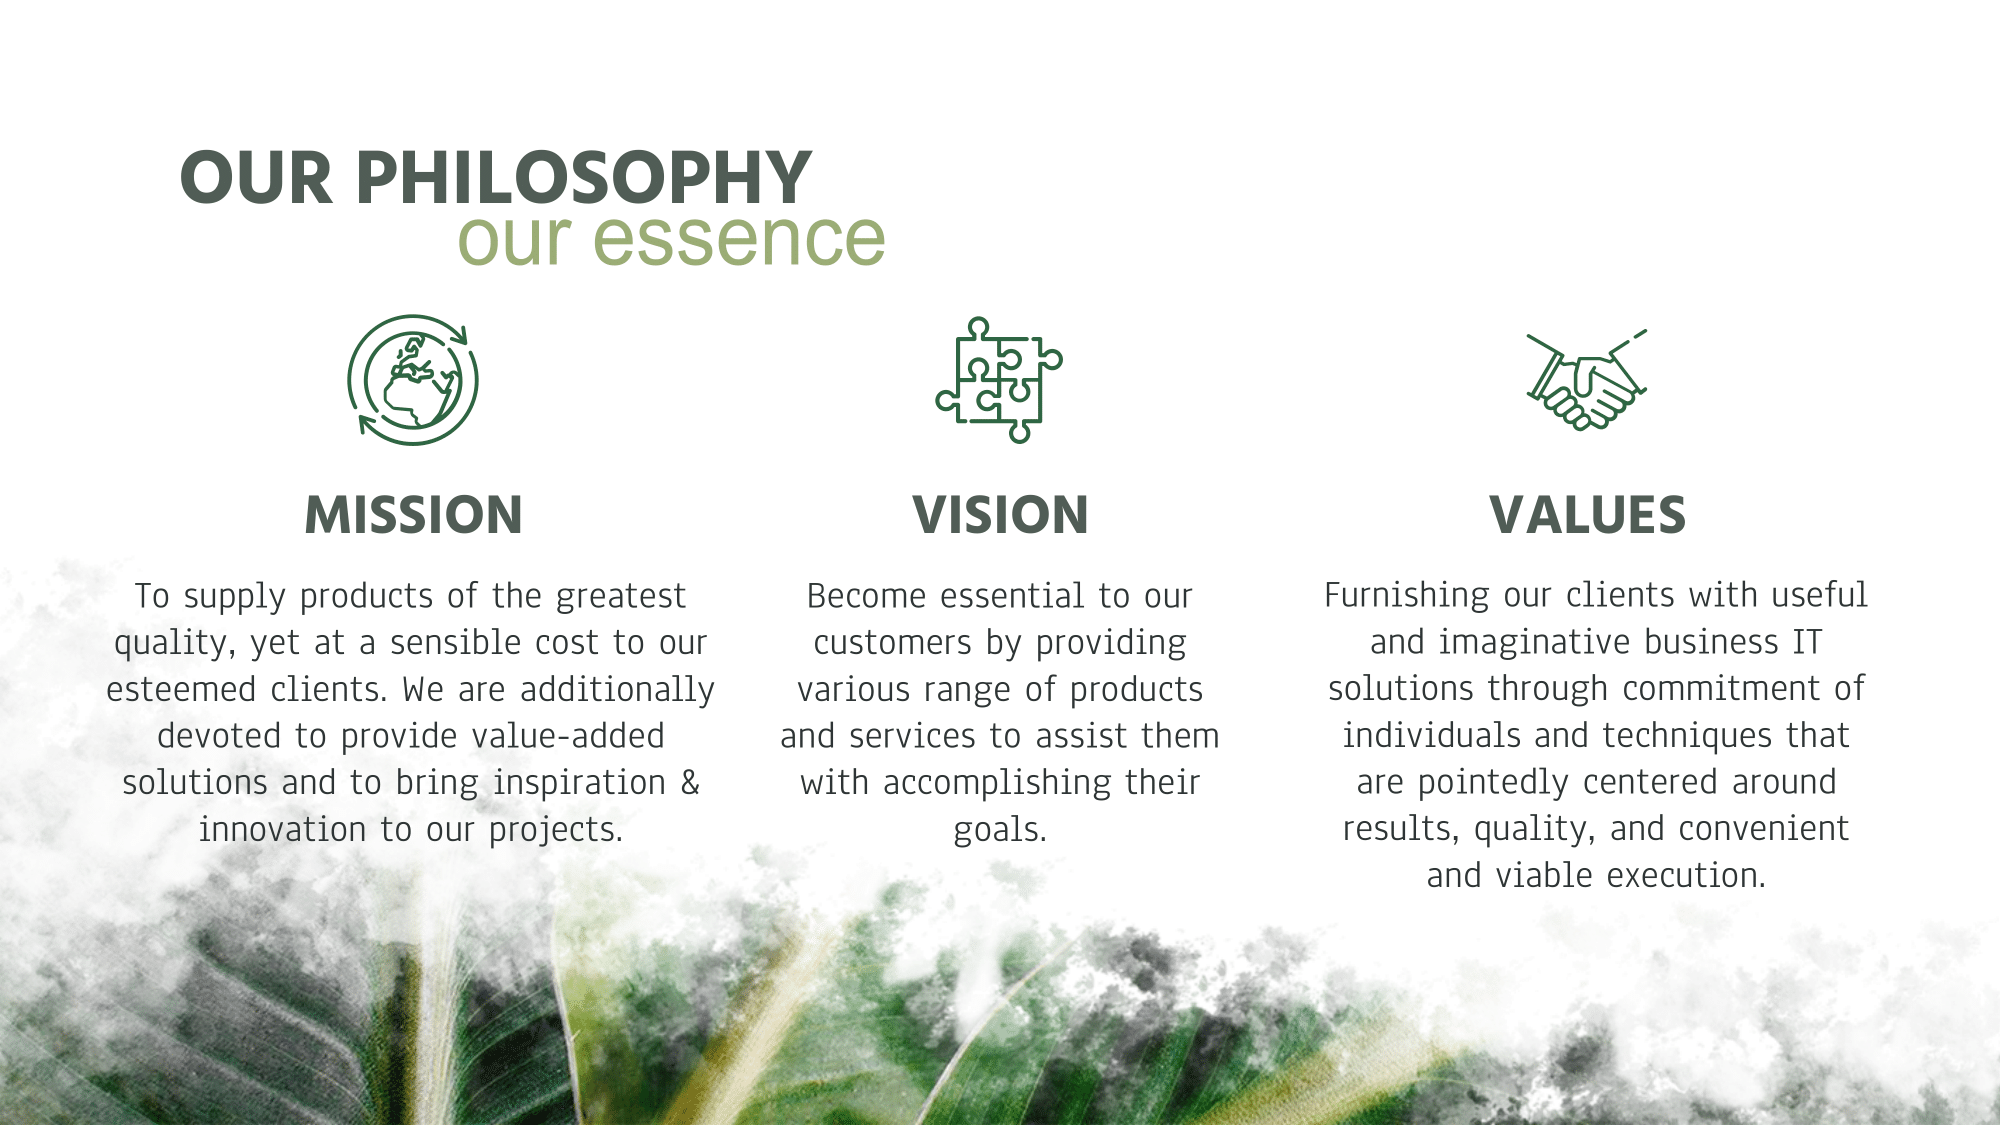 OUR PHILOSOPHY
our essence
MISSION
To supply products of the greatest
quality, yet at a sensible cost to our
esteemed clients. We are additionally
devoted to provide value-added
solutions and to bring inspiration &
innovation to our projects.
VISION
Become essential to our
customers by providing
various range of products
and services to assist them
with accomplishing their
goals.
VALUES
Furnishing our clients with useful
and imaginative business IT
solutions through commitment of
individuals and techniques that
are pointedly centered around
results, quality, and convenient
and viable execution.